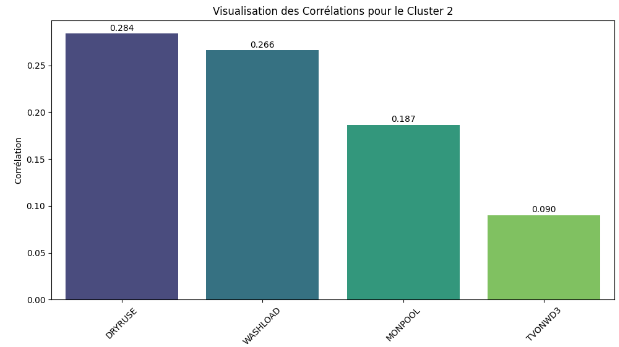 Visualisation des Corrélations pour le Cluster 2
0.284
0.266
0.187
0.090
0.25
0.20
0.15
0.10
0.05
0.00
Corrélation
DRYRUSE
WASHLOAD
MONPOOL
TVONWD3